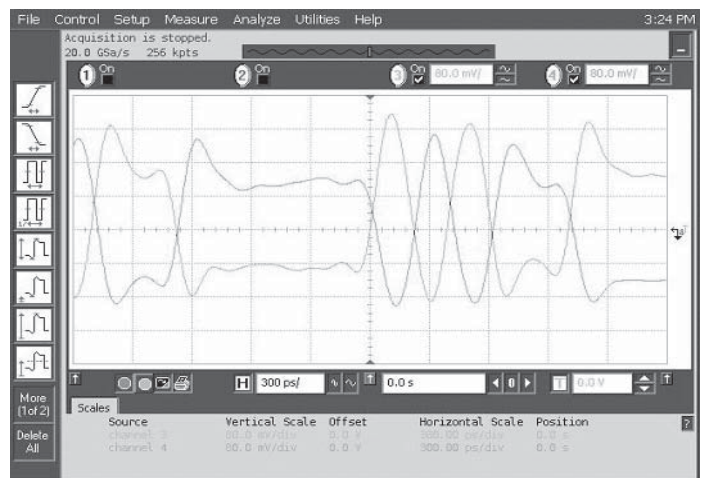 File Control Setup Measure Analyze Utilities Help 3:24 PM
Acquisition is stopped.
20.0 GSa/s 256 kpts
1 On 2 On 3 On 80.0 mV/ 4 On 80.0 mV/
H 300 ps/ 0.0 s T 0.0 V
More
(1of 2)
Delete
All
Scales
Source Vertical Scale Offset Horizontal Scale Position
channel 3 80.0 mV/div 0.0 V 300.00 ps/div 0.0 s
channel 4 80.0 mV/div 0.0 V 300.00 ps/div 0.0 s
?